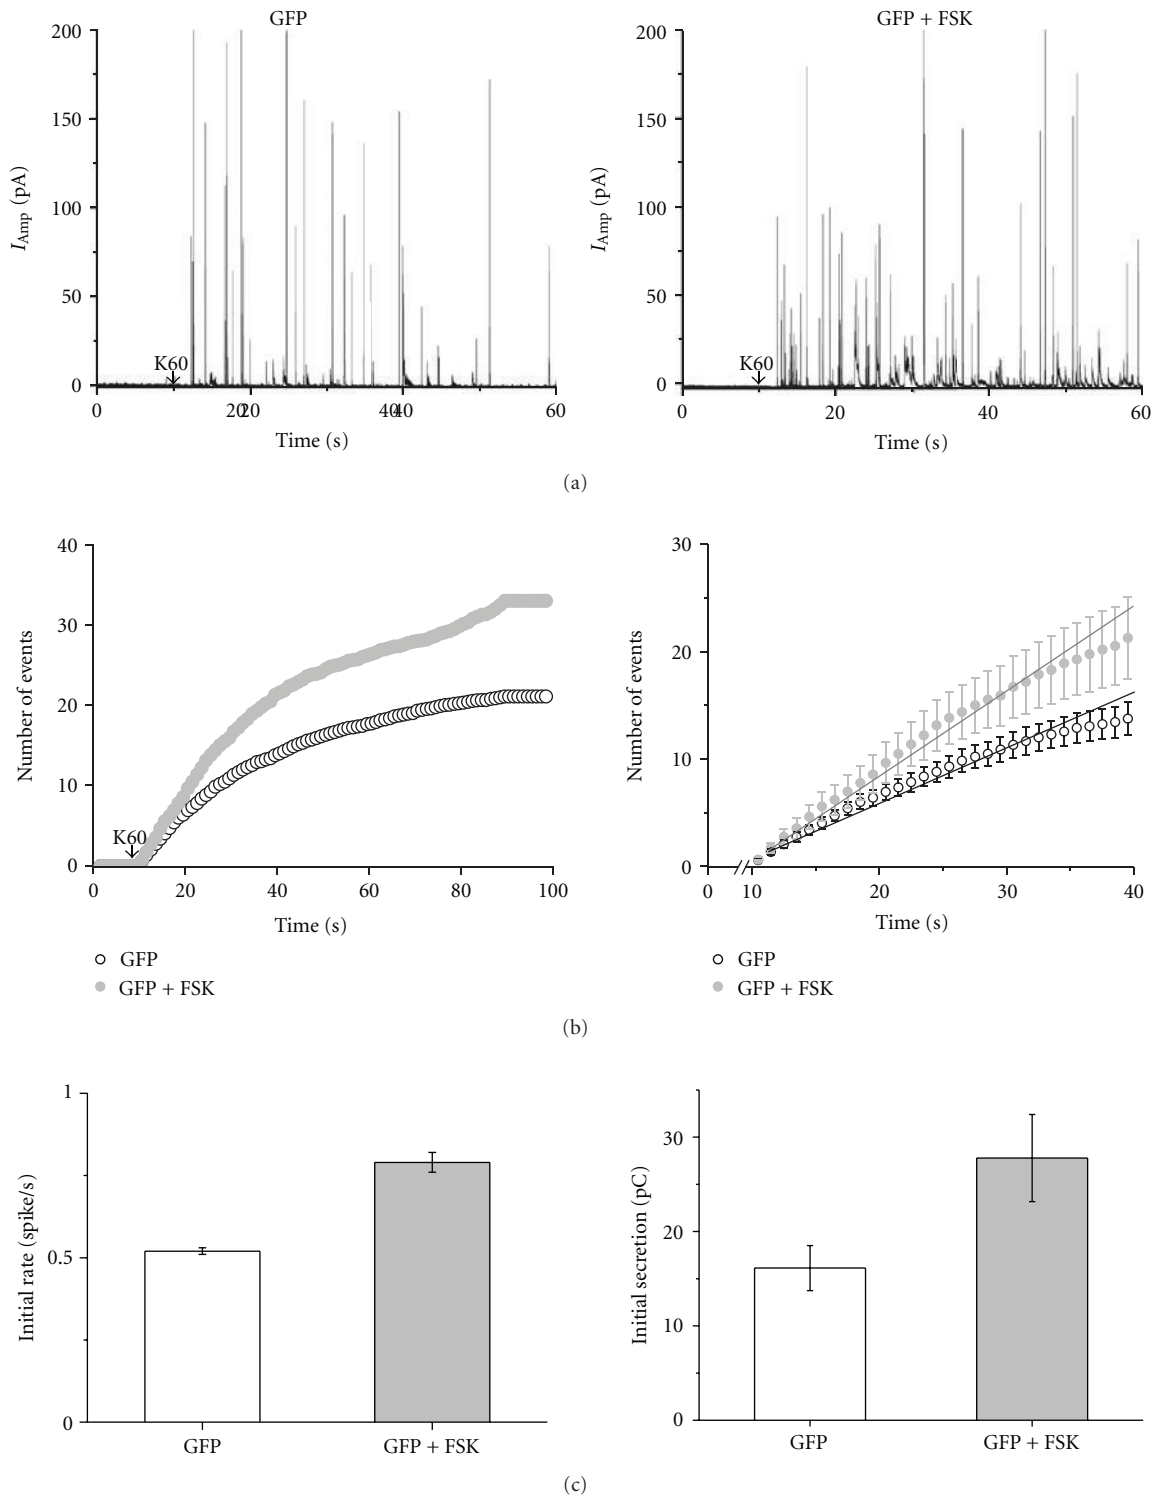 GFP
GFP + FSK
200
150
100
50
0
I Amp (pA)
K60
0
2020
4040
60
Time (s)
200
150
100
50
0
I Amp (pA)
K60
0
20
40
60
Time (s)
(a)
40
30
20
10
0
Number of events
K60
0
20
40
60
80
100
Time (s)
GFP
GFP + FSK
30
20
10
0
Number of events
0
10
20
30
40
Time (s)
GFP
GFP + FSK
(b)
1
0.5
0
Initial rate (spike/s)
GFP
GFP + FSK
30
20
10
0
Initial secretion (pC)
GFP
GFP + FSK
(c)